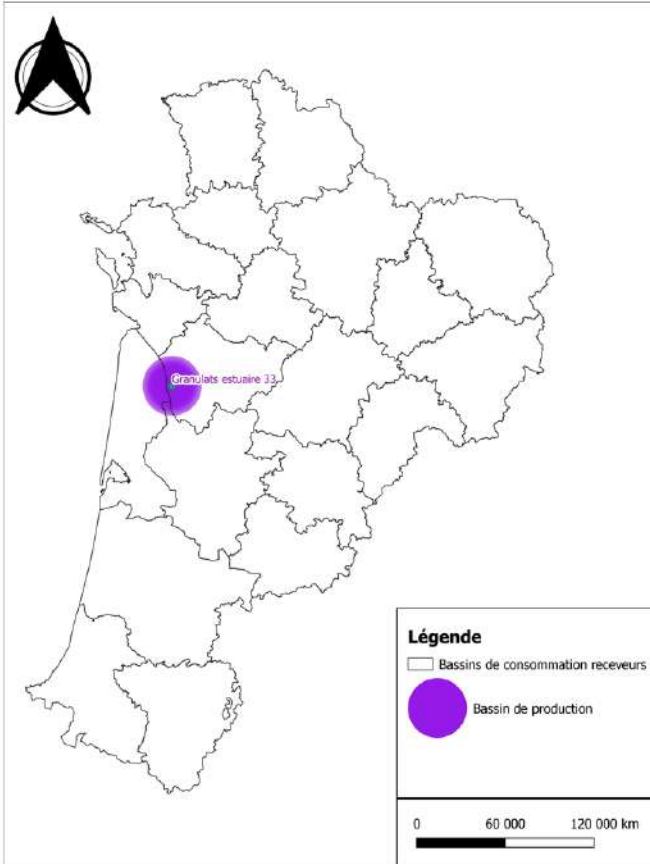 Granulats estuaire 33
Légende
Bassins de consommation receveurs
Bassin de production
0 60 000 120 000 km